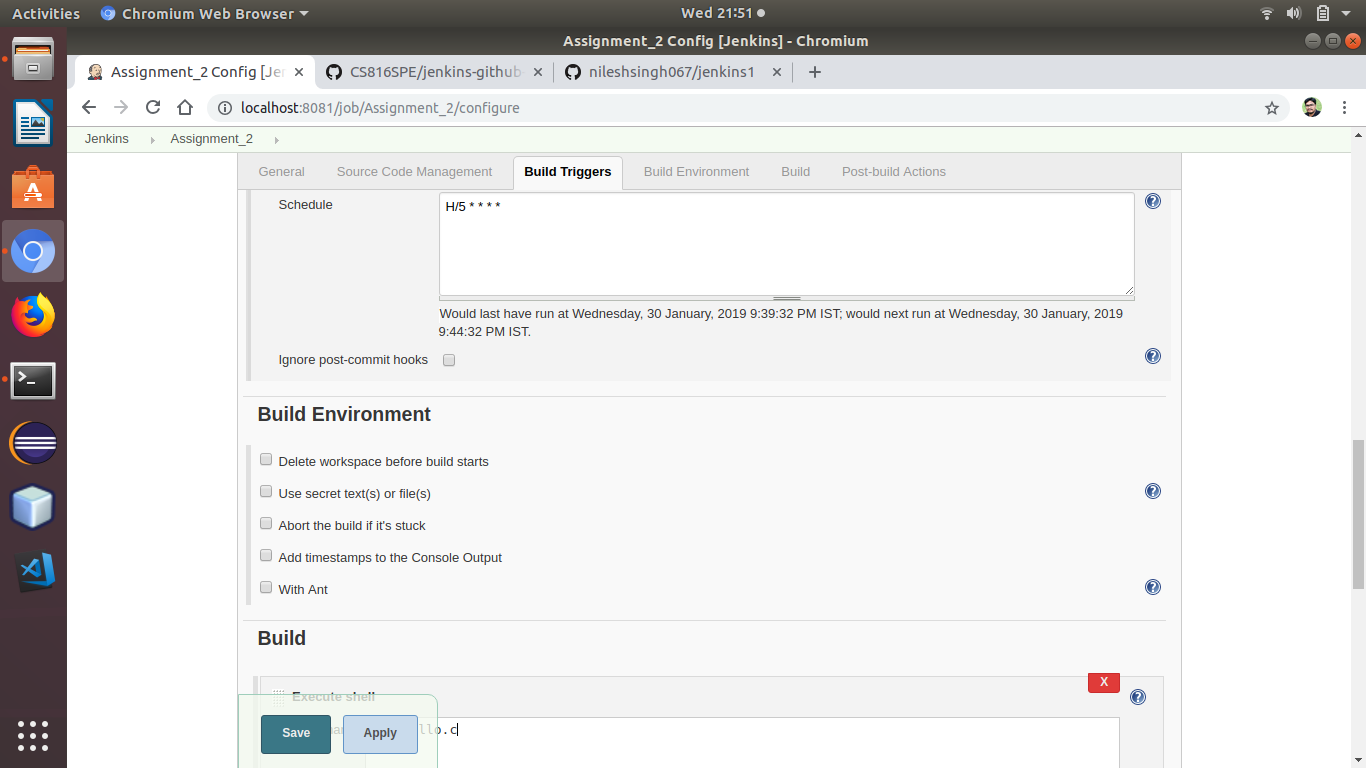 Activities
Chromium Web Browser
Wed 21:51
Assignment_2 Config [Jenkins] - Chromium
Assignment_2 Config [Je
CS816SPE/jenkins-github
nileshsingh067/jenkins1
localhost:8081/job/Assignment_2/configure
Jenkins
Assignment_2
General
Source Code Management
Build Triggers
Build Environment
Build
Post-build Actions
Schedule
H/5 * * * *
Would last have run at Wednesday, 30 January, 2019 9:39:32 PM IST; would next run at Wednesday, 30 January, 2019
9:44:32 PM IST.
Ignore post-commit hooks
Build Environment
Delete workspace before build starts
Use secret text(s) or file(s)
Abort the build if it's stuck
Add timestamps to the Console Output
With Ant
Build
X
Execute shell
llo.c
Save
Apply